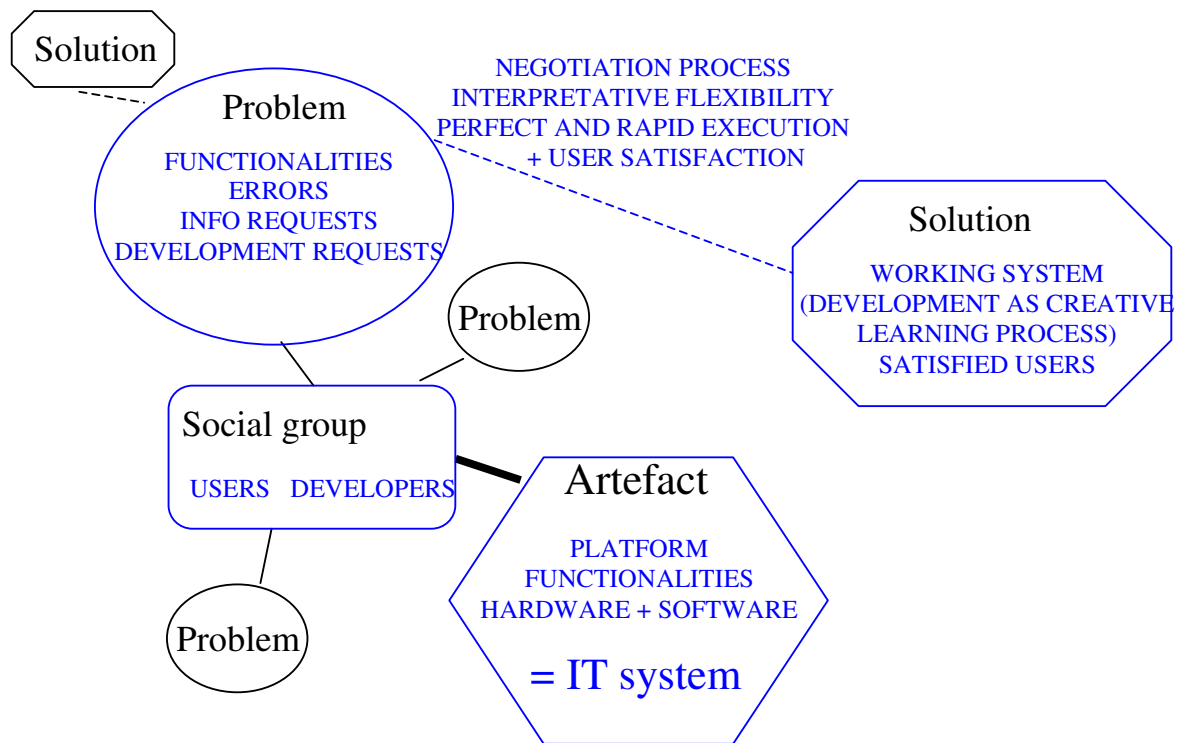 Solution
Problem
FUNCTIONALITIES
ERRORS
INFO REQUESTS
DEVELOPMENT REQUESTS
NEGOTIATION PROCESS
INTERPRETATIVE FLEXIBILITY
PERFECT AND RAPID EXECUTION
+ USER SATISFACTION
Solution
WORKING SYSTEM
(DEVELOPMENT AS CREATIVE
LEARNING PROCESS)
SATISFIED USERS
Problem
Social group
USERS DEVELOPERS
Artefact
PLATFORM
FUNCTIONALITIES
HARDWARE + SOFTWARE
= IT system
Problem